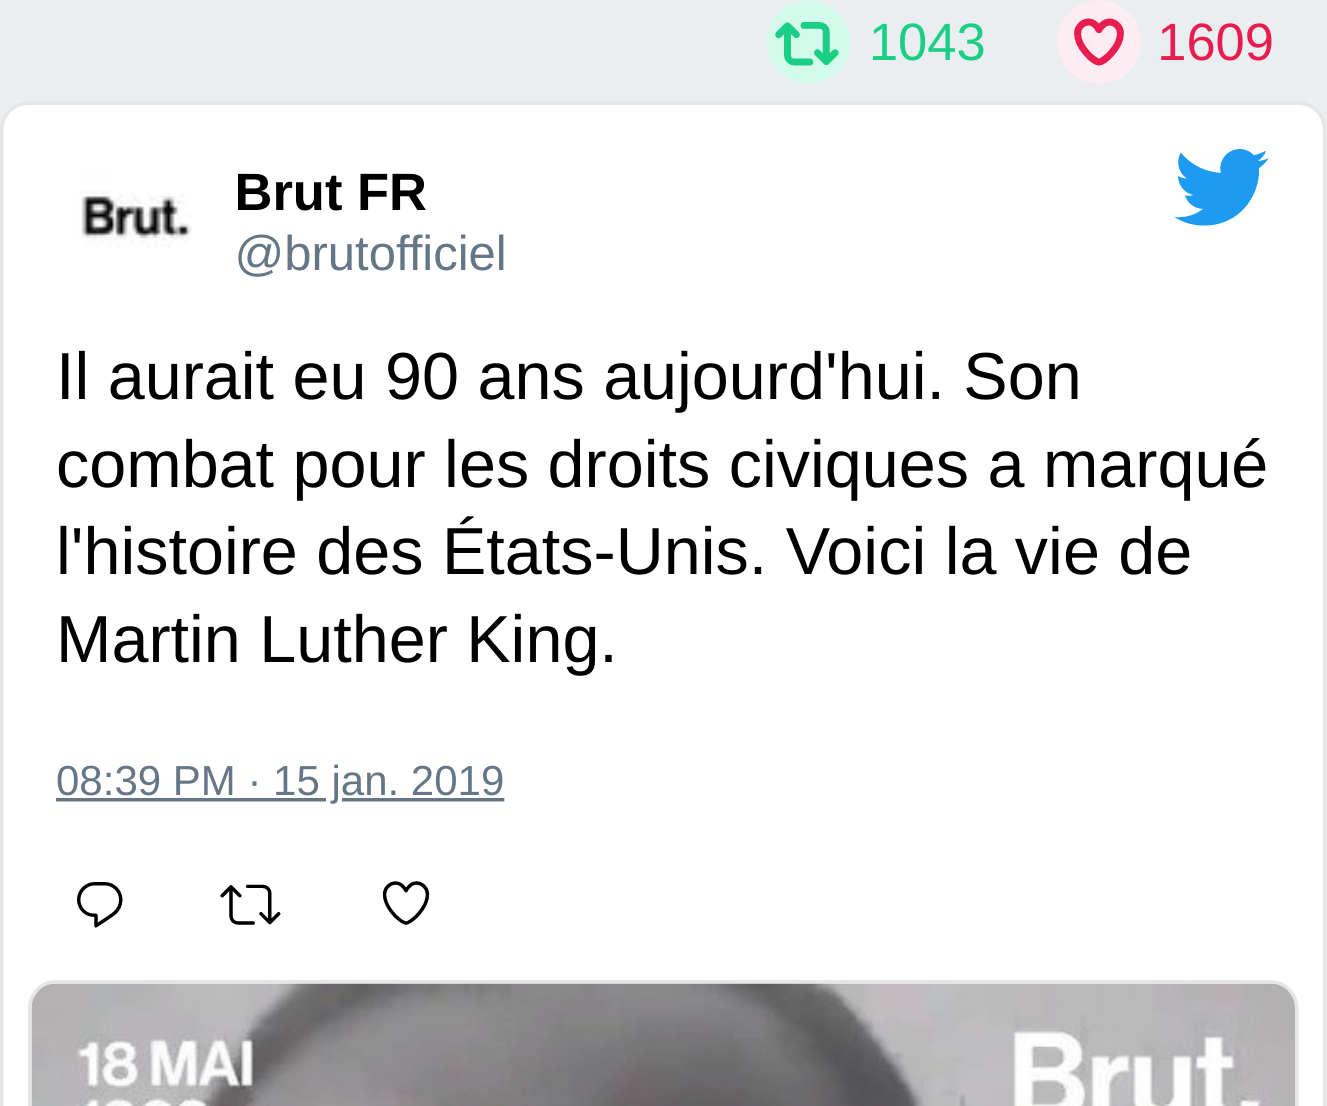 1043 1609
Brut.
Brut FR
@brutofficiel
Il aurait eu 90 ans aujourd'hui. Son
combat pour les droits civiques a marqué
l'histoire des États-Unis. Voici la vie de
Martin Luther King.
08:39 PM · 15 jan. 2019
18 MAI
Brut.